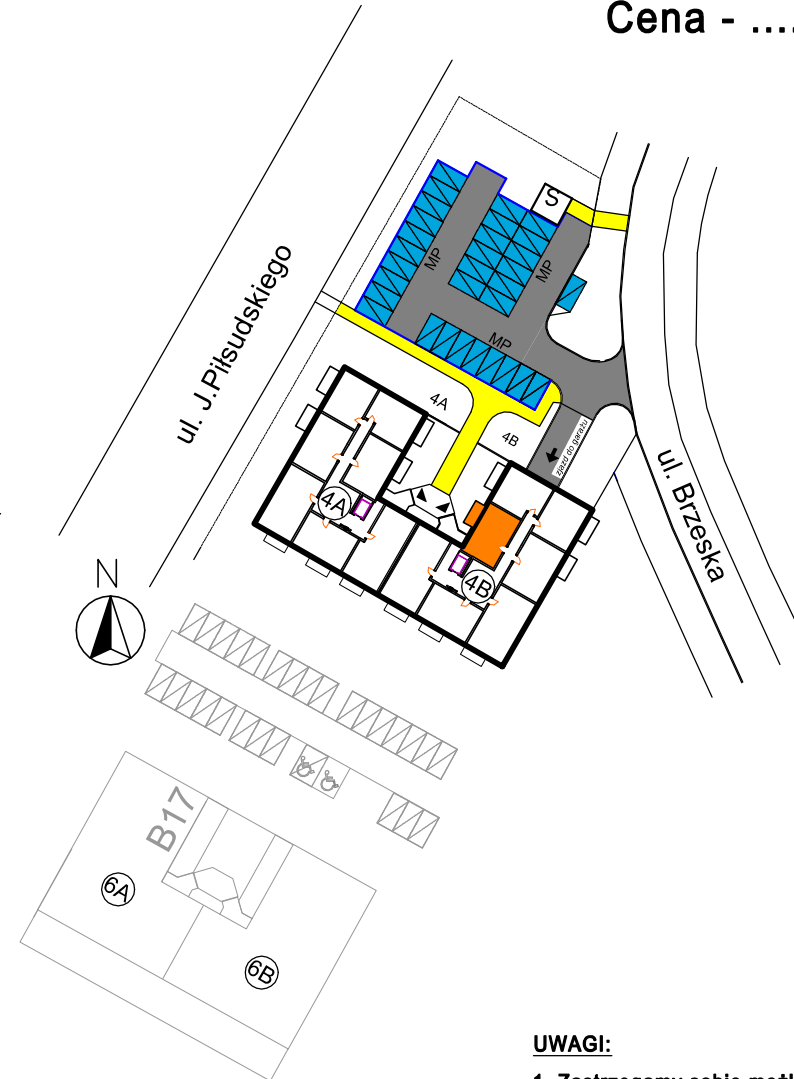 Cena - ....
S
MP
MP
MP
ul. J.Piłsudskiego
4A
4B
zjazd do garażu
ul. Brzeska
4A
4B
N
B17
6A
6B
UWAGI: